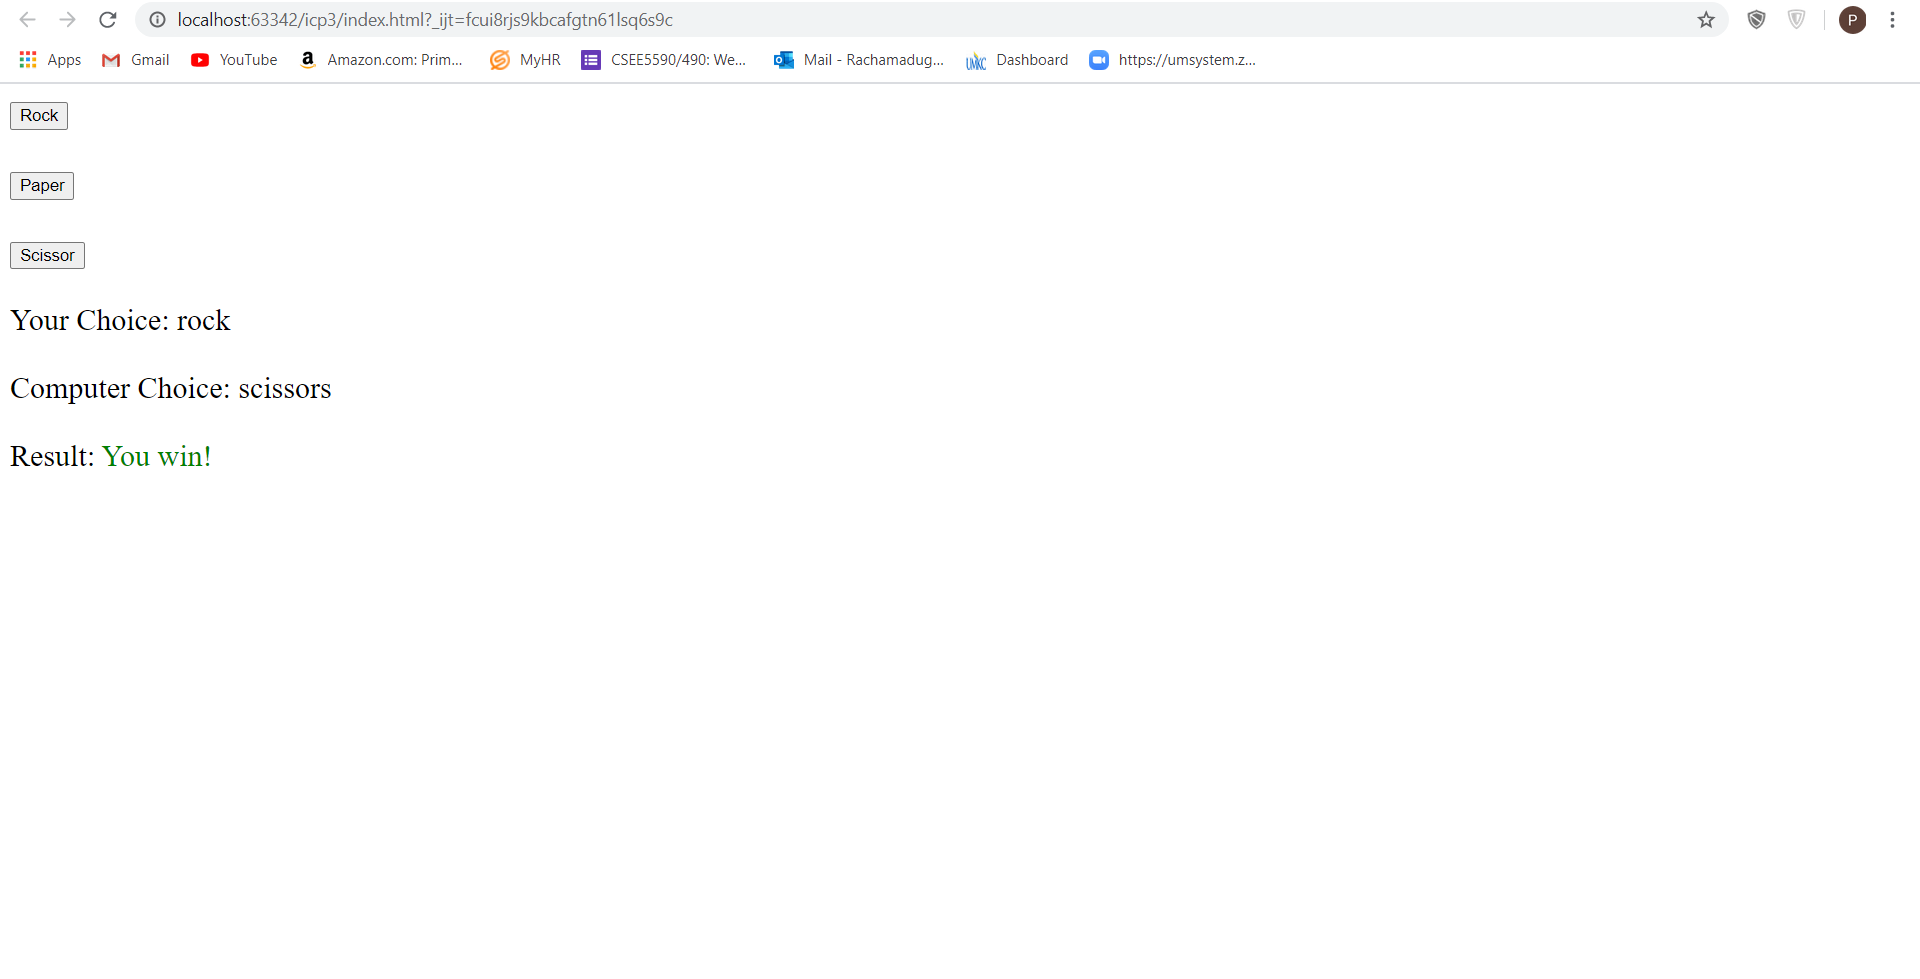 localhost:63342/icp3/index.html?_ijt=fcui8rjs9kbcafgtn61lsq6s9c
P
Apps Gmail YouTube Amazon.com: Prim... MyHR CSEE5590/490: We... Mail - Rachamadug... UMKC Dashboard https://umsystem.z...
Rock
Paper
Scissor
Your Choice: rock
Computer Choice: scissors
Result: You win!